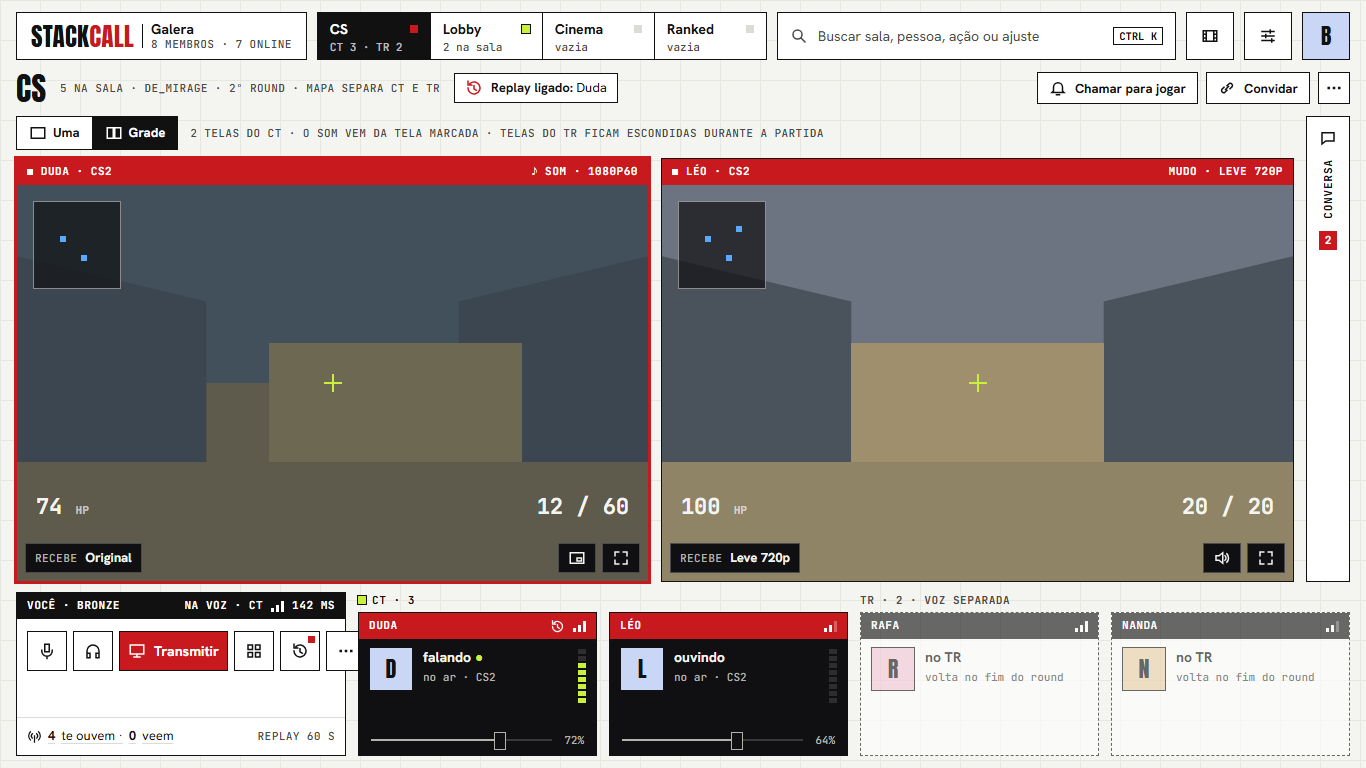 STACKCALL
Galera
8 MEMBROS · 7 ONLINE
CS
CT 3 · TR 2
Lobby
2 na sala
Cinema
vazia
Ranked
vazia
Buscar sala, pessoa, ação ou ajuste
CTRL K
B
CS
5 NA SALA · DE_MIRAGE · 2º ROUND · MAPA SEPARA CT E TR
Replay ligado: Duda
Chamar para jogar
Convidar
Uma
Grade
2 TELAS DO CT · O SOM VEM DA TELA MARCADA · TELAS DO TR FICAM ESCONDIDAS DURANTE A PARTIDA
DUDA · CS2
♪ SOM · 1080P60
74 HP
12 / 60
RECEBE Original
LÉO · CS2
MUDO · LEVE 720P
100 HP
20 / 20
RECEBE Leve 720p
CONVERSA
2
VOCÊ · BRONZE
NA VOZ · CT
142 MS
Transmitir
4 te ouvem · 0 veem
REPLAY 60 S
CT · 3
DUDA
D
falando
no ar · CS2
72%
LÉO
L
ouvindo
no ar · CS2
64%
TR · 2 · VOZ SEPARADA
RAFA
R
no TR
volta no fim do round
NANDA
N
no TR
volta no fim do round